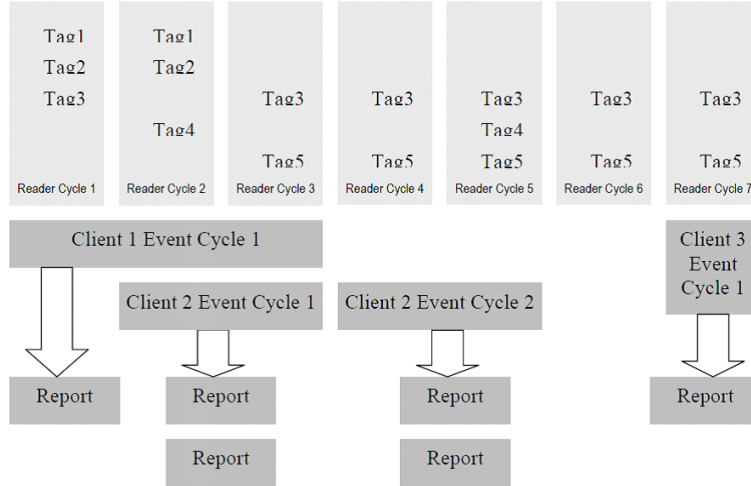 Tag1
Tag2
Tag3
Reader Cycle 1
Tag1
Tag2
Tag4
Reader Cycle 2
Tag3
Tag5
Reader Cycle 3
Tag3
Tag5
Reader Cycle 4
Tag3
Tag4
Tag5
Reader Cycle 5
Tag3
Tag5
Reader Cycle 6
Tag3
Tag5
Reader Cycle 7
Client 1 Event Cycle 1
Client 3
Event
Cycle 1
Client 2 Event Cycle 1
Client 2 Event Cycle 2
Report
Report
Report
Report
Report
Report